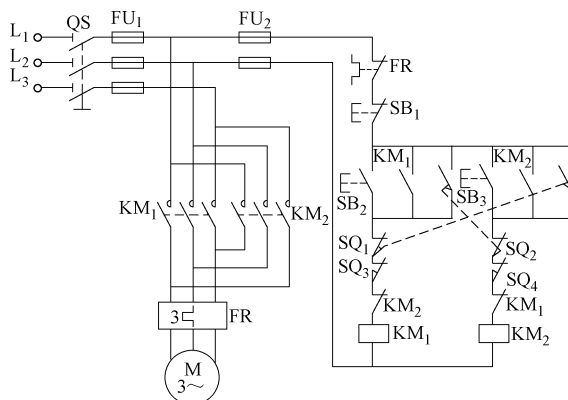 QS FU₁ FU₂
L₁
L₂
L₃
FR
SB₁
KM₁ KM₂
SB₂ SB₃
KM₁ KM₂
SQ₁ SQ₂
SQ₃ SQ₄
KM₂ KM₁
3 FR
KM₁ KM₂
M
3～